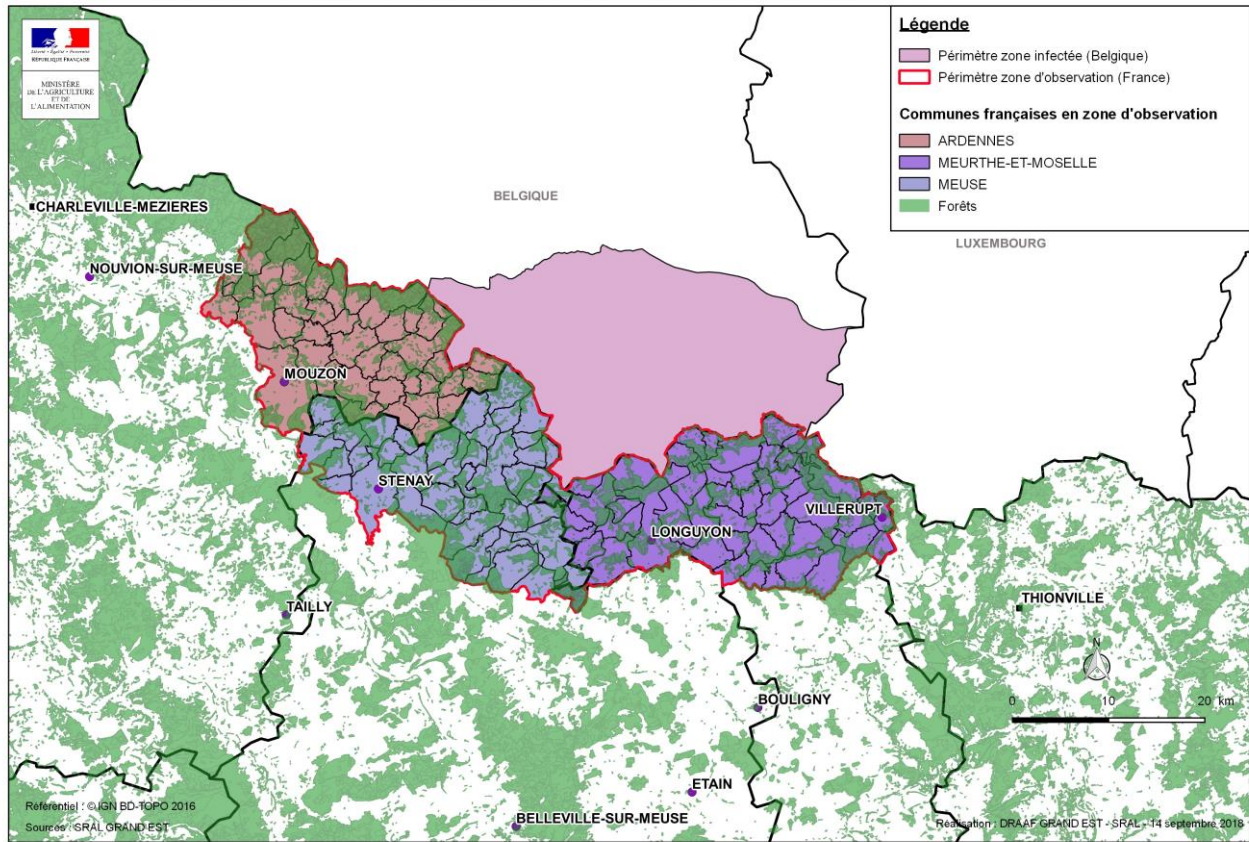 Liberté • Égalité • Fraternité
RÉPUBLIQUE FRANÇAISE
MINISTÈRE
DE L'AGRICULTURE
ET DE
L'ALIMENTATION
Légende
Périmètre zone infectée (Belgique)
Périmètre zone d'observation (France)
Communes françaises en zone d'observation
ARDENNES
MEURTHE-ET-MOSELLE
MEUSE
Forêts
BELGIQUE
LUXEMBOURG
CHARLEVILLE-MEZIERES
NOUVION-SUR-MEUSE
MOUZON
STENAY
LONGUYON
VILLERUPT
TAILLY
THIONVILLE
N
0 10 20 km
BOULIGNY
ETAIN
BELLEVILLE-SUR-MEUSE
Référentiel : © IGN BD-TOPO 2016
Sources : SRAL GRAND EST
Réalisation : DRAAF GRAND EST - SRAL - 14 septembre 2018